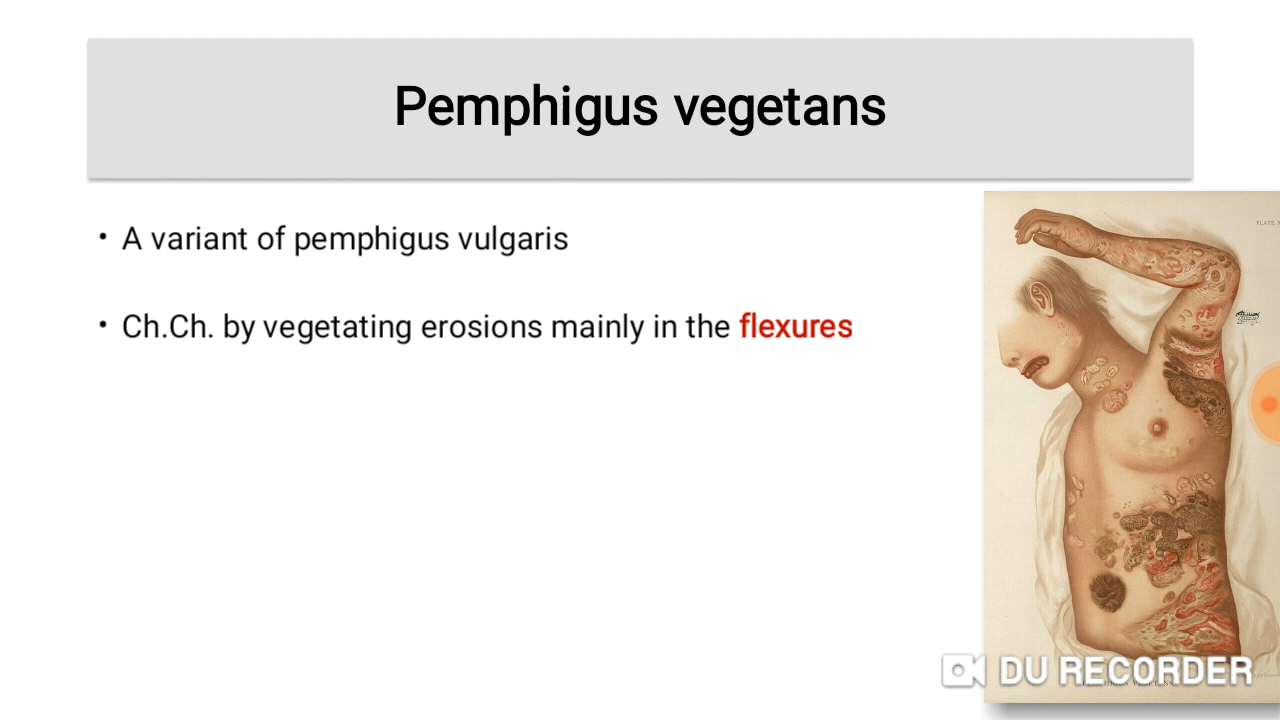 Pemphigus vegetans
• A variant of pemphigus vulgaris
• Ch.Ch. by vegetating erosions mainly in the flexures
DU RECORDER